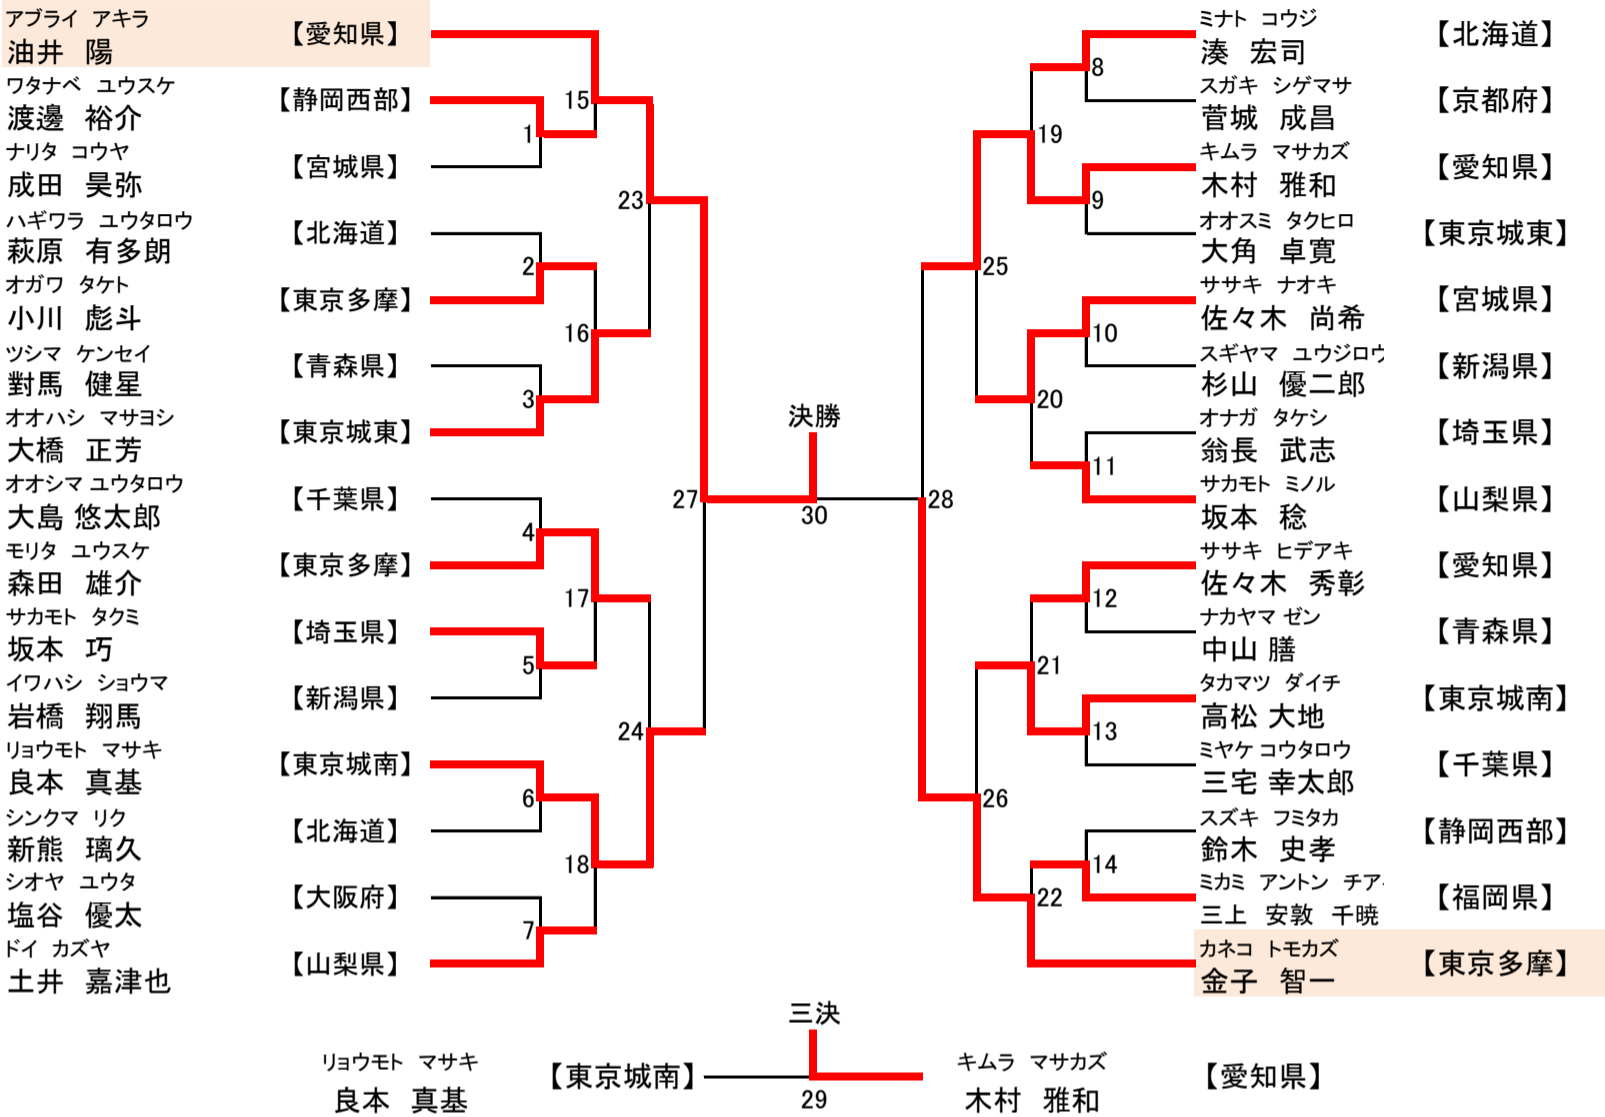 アブライ アキラ
油井 陽 【愛知県】
ワタナベ ユウスケ
渡邊 裕介 【静岡西部】
ナリタ コウヤ
成田 昊弥 【宮城県】
ハギワラ ユウタロウ
萩原 有多朗 【北海道】
オガワ タケト
小川 彪斗 【東京多摩】
ツシマ ケンセイ
對馬 健星 【青森県】
オオハシ マサヨシ
大橋 正芳 【東京城東】
オオシマ ユウタロウ
大島 悠太郎 【千葉県】
モリタ ユウスケ
森田 雄介 【東京多摩】
サカモト タクミ
坂本 巧 【埼玉県】
イワハシ ショウマ
岩橋 翔馬 【新潟県】
リョウモト マサキ
良本 真基 【東京城南】
シンクマ リク
新熊 璃久 【北海道】
シオヤ ユウタ
塩谷 優太 【大阪府】
ドイ カズヤ
土井 嘉津也 【山梨県】
1
2
3
4
5
6
7
15
16
17
18
23
24
27
決勝
30
28
25
26
19
20
21
22
8
9
10
11
12
13
14
ミナト コウジ
湊 宏司 【北海道】
スガキ シゲマサ
菅城 成昌 【京都府】
キムラ マサカズ
木村 雅和 【愛知県】
オオスミ タクヒロ
大角 卓寛 【東京城東】
ササキ ナオキ
佐々木 尚希 【宮城県】
スギヤマ ユウジロウ
杉山 優二郎 【新潟県】
オナガ タケシ
翁長 武志 【埼玉県】
サカモト ミノル
坂本 稔 【山梨県】
ササキ ヒデアキ
佐々木 秀彰 【愛知県】
ナカヤマ ゼン
中山 膳 【青森県】
タカマツ ダイチ
高松 大地 【東京城南】
ミヤケ コウタロウ
三宅 幸太郎 【千葉県】
スズキ フミタカ
鈴木 史孝 【静岡西部】
ミカミ アントン チア
三上 安敦 千暁 【福岡県】
カネコ トモカズ
金子 智一 【東京多摩】
三決
リョウモト マサキ
良本 真基 【東京城南】
29
キムラ マサカズ
木村 雅和 【愛知県】